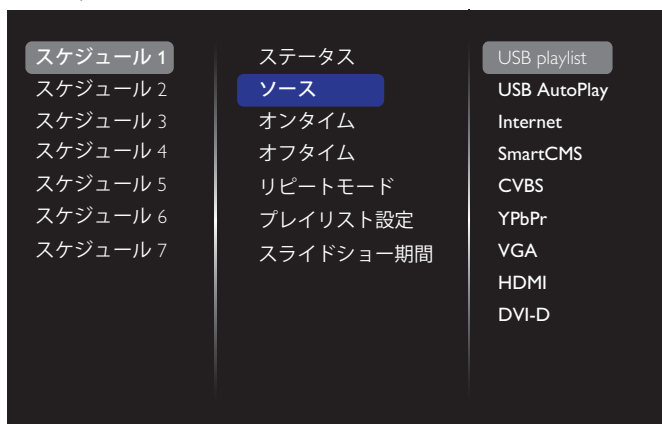 スケジュール 1
スケジュール 2
スケジュール 3
スケジュール 4
スケジュール 5
スケジュール 6
スケジュール 7
ステータス
ソース
オンタイム
オフタイム
リピートモード
プレイリスト設定
スライドショー期間
USB playlist
USB AutoPlay
Internet
SmartCMS
CVBS
YPbPr
VGA
HDMI
DVI-D